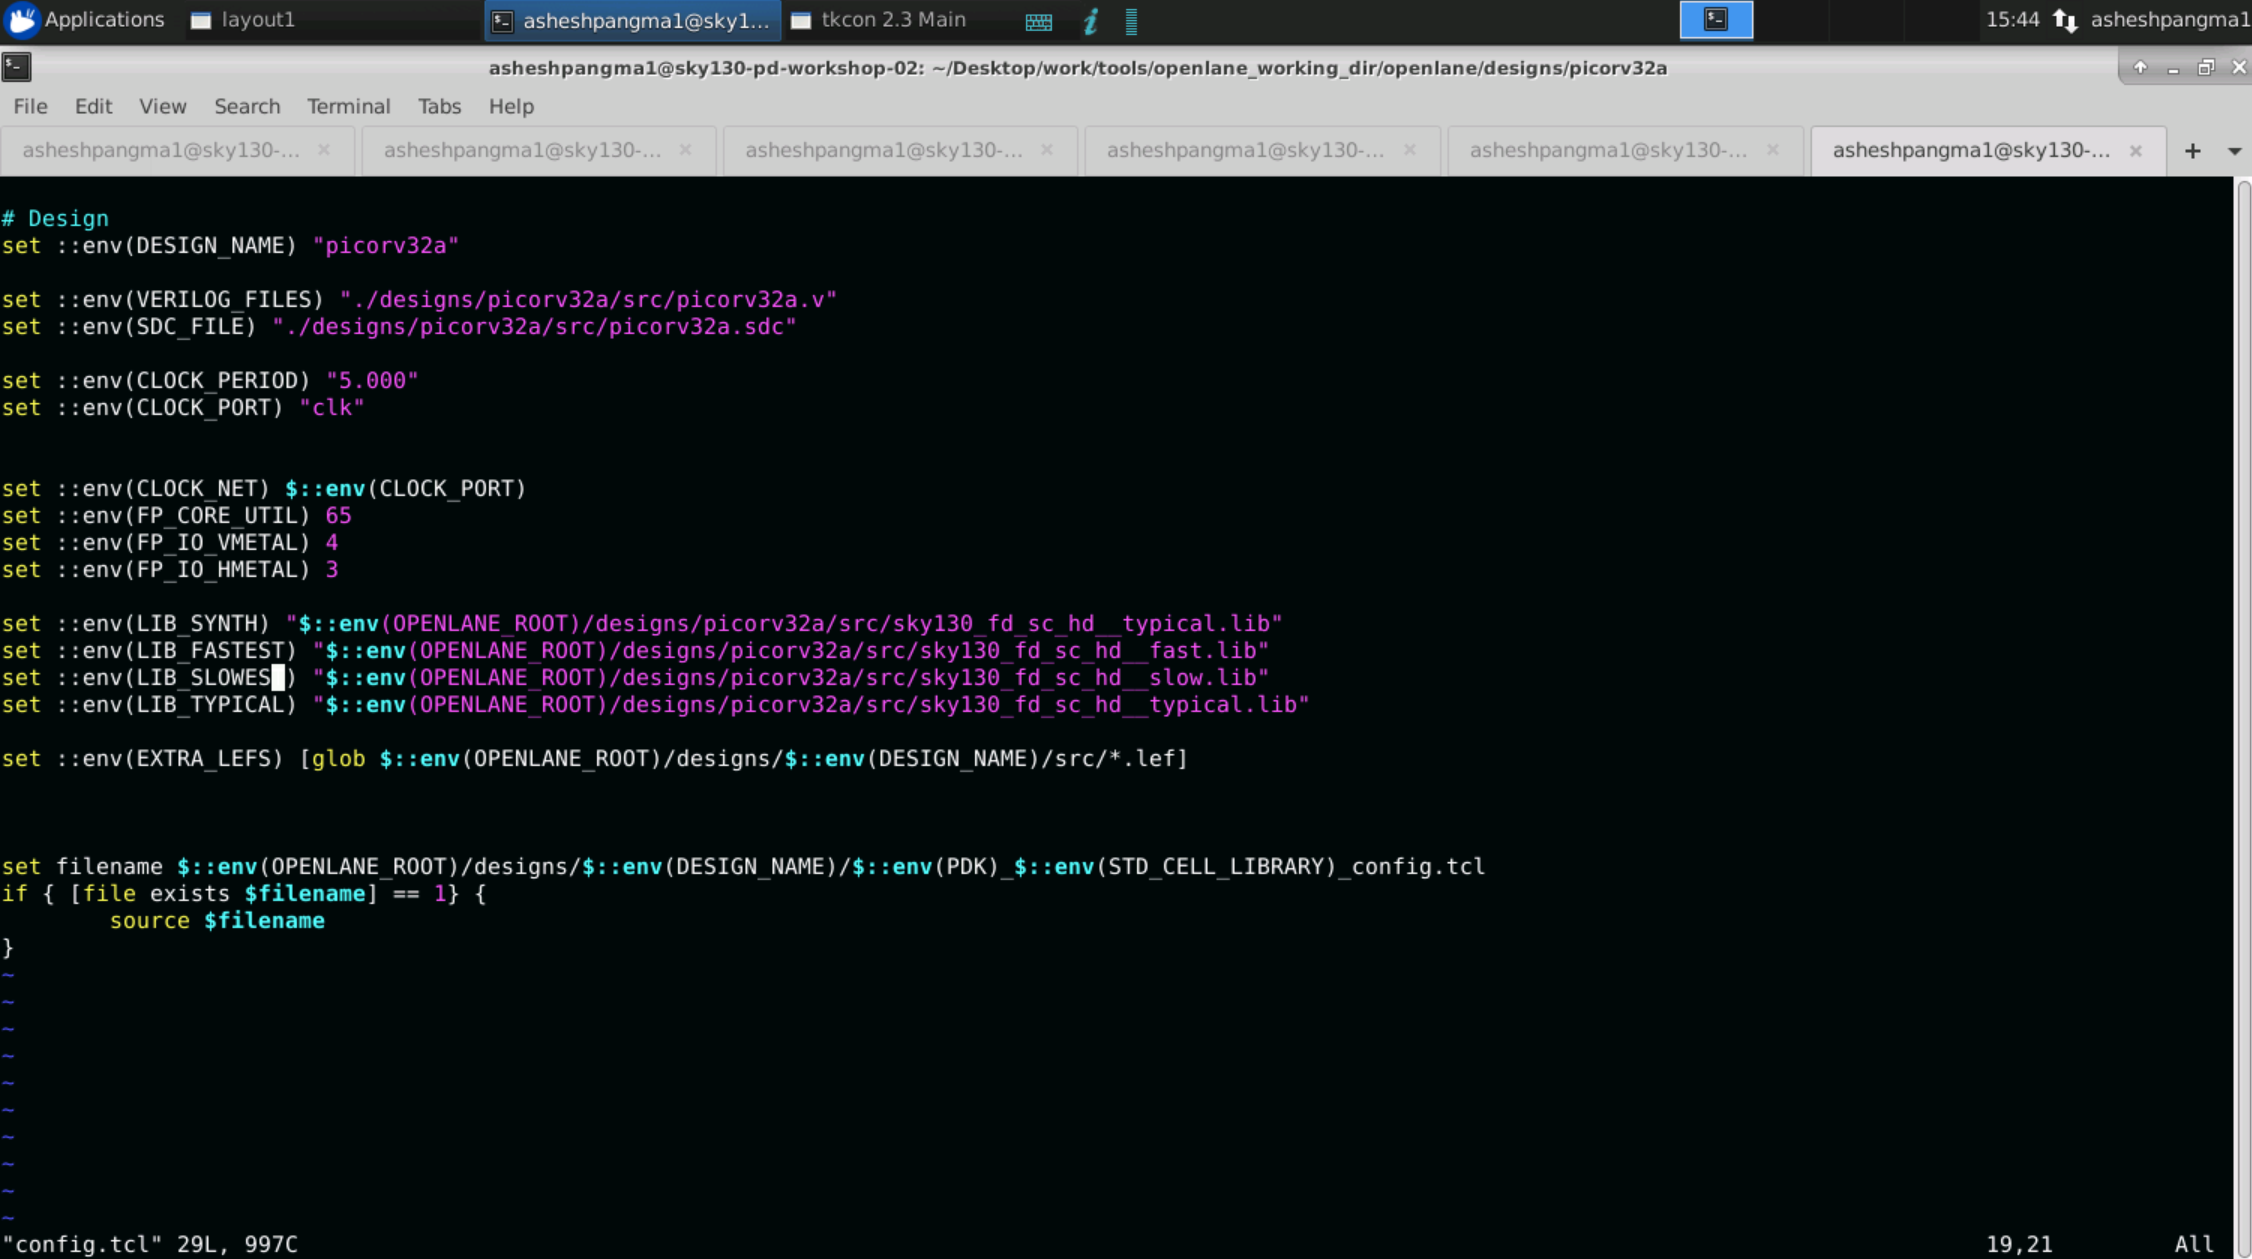 Applications layout1 asheshpangma1@sky1... tkcon 2.3 Main 15:44 asheshpangma1
asheshpangma1@sky130-pd-workshop-02: ~/Desktop/work/tools/openlane_working_dir/openlane/designs/picorv32a
File Edit View Search Terminal Tabs Help
asheshpangma1@sky130-... asheshpangma1@sky130-... asheshpangma1@sky130-... asheshpangma1@sky130-... asheshpangma1@sky130-... asheshpangma1@sky130-...
# Design
set ::env(DESIGN_NAME) "picorv32a"
set ::env(VERILOG_FILES) "./designs/picorv32a/src/picorv32a.v"
set ::env(SDC_FILE) "./designs/picorv32a/src/picorv32a.sdc"
set ::env(CLOCK_PERIOD) "5.000"
set ::env(CLOCK_PORT) "clk"
set ::env(CLOCK_NET) $::env(CLOCK_PORT)
set ::env(FP_CORE_UTIL) 65
set ::env(FP_IO_VMETAL) 4
set ::env(FP_IO_HMETAL) 3
set ::env(LIB_SYNTH) "$::env(OPENLANE_ROOT)/designs/picorv32a/src/sky130_fd_sc_hd__typical.lib"
set ::env(LIB_FASTEST) "$::env(OPENLANE_ROOT)/designs/picorv32a/src/sky130_fd_sc_hd__fast.lib"
set ::env(LIB_SLOWES ) "$::env(OPENLANE_ROOT)/designs/picorv32a/src/sky130_fd_sc_hd__slow.lib"
set ::env(LIB_TYPICAL) "$::env(OPENLANE_ROOT)/designs/picorv32a/src/sky130_fd_sc_hd__typical.lib"
set ::env(EXTRA_LEFS) [glob $::env(OPENLANE_ROOT)/designs/$::env(DESIGN_NAME)/src/*.lef]
set filename $::env(OPENLANE_ROOT)/designs/$::env(DESIGN_NAME)/$::env(PDK)_$::env(STD_CELL_LIBRARY)_config.tcl
if { [file exists $filename] == 1} {
source $filename
}
~
~
~
~
~
~
~
~
~
~
"config.tcl" 29L, 997C 19,21 All